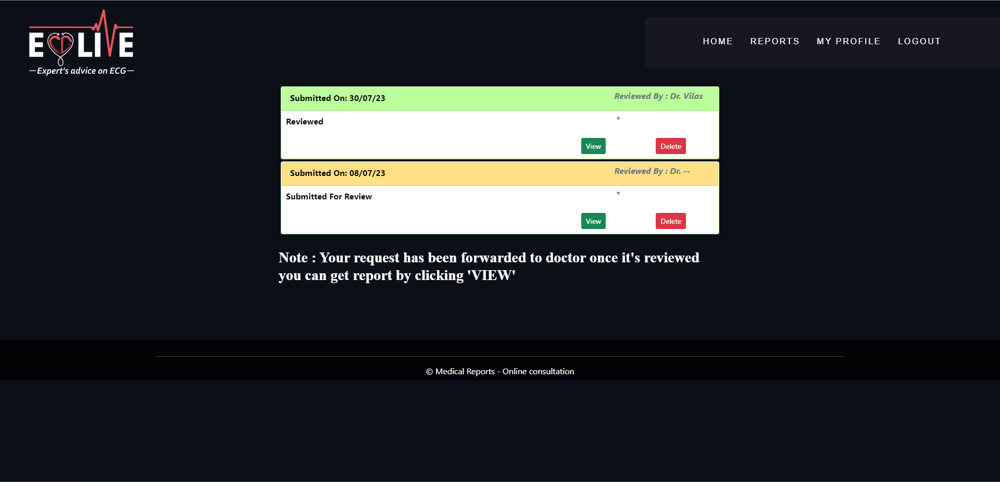 ECGLIVE
—Expert's advice on ECG—
HOME REPORTS MY PROFILE LOGOUT
Submitted On: 30/07/23 Reviewed By : Dr. Vilas
Reviewed *
View Delete
Submitted On: 08/07/23 Reviewed By : Dr. --
Submitted For Review *
View Delete
Note : Your request has been forwarded to doctor once it's reviewed
you can get report by clicking 'VIEW'
© Medical Reports - Online consultation